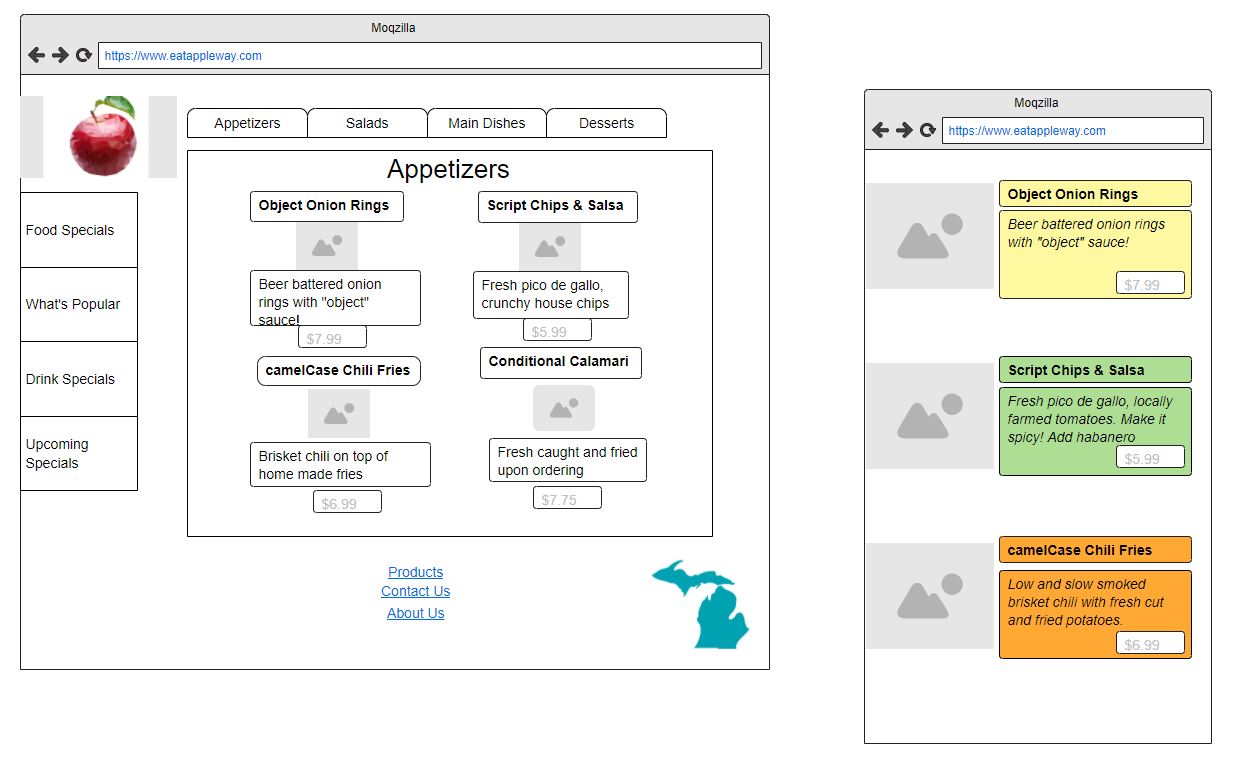 Moqzilla
https://www.eatappleway.com
Appetizers
Salads
Main Dishes
Desserts
Food Specials
What's Popular
Drink Specials
Upcoming
Specials
Appetizers
Object Onion Rings
Beer battered onion
rings with "object"
sauce!
$7.99
Script Chips & Salsa
Fresh pico de gallo,
crunchy house chips
$5.99
camelCase Chili Fries
Brisket chili on top of
home made fries
$6.99
Conditional Calamari
Fresh caught and fried
upon ordering
$7.75
Products
Contact Us
About Us
Moqzilla
https://www.eatappleway.com
Object Onion Rings
Beer battered onion rings
with "object" sauce!
$7.99
Script Chips & Salsa
Fresh pico de gallo, locally
farmed tomatoes. Make it
spicy! Add habanero
$5.99
camelCase Chili Fries
Low and slow smoked
brisket chili with fresh cut
and fried potatoes.
$6.99